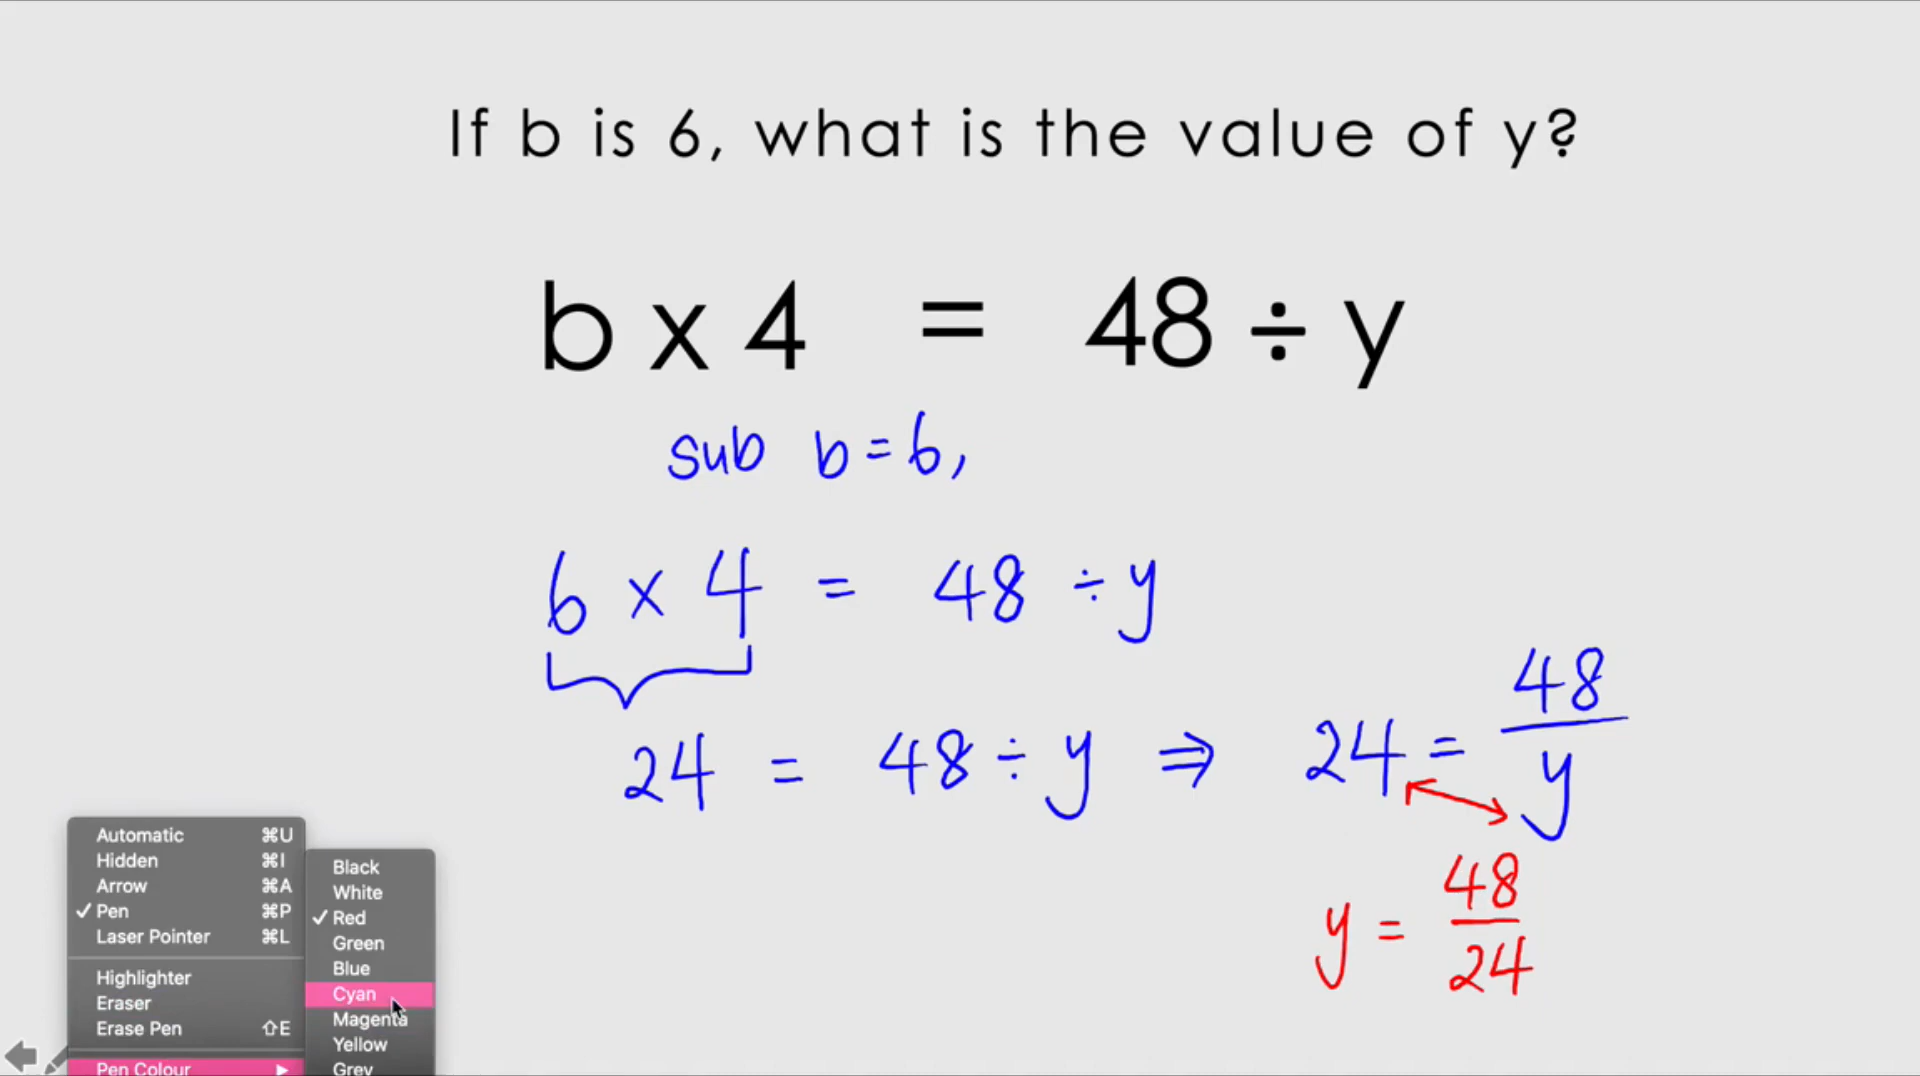 If b is 6, what is the value of y?
b x 4 = 48 ÷ y
sub b = 6,
6 x 4 = 48 ÷ y
24 = 48 ÷ y ⇒ 24 = 48/y
y = 48/24
Automatic ⌘U
Hidden ⌘I
Arrow ⌘A
✓ Pen ⌘P
Laser Pointer ⌘L
Highlighter
Eraser
Erase Pen ⇧E
Pen Colour ▶
Black
White
✓ Red
Green
Blue
Cyan
Magenta
Yellow
Grey